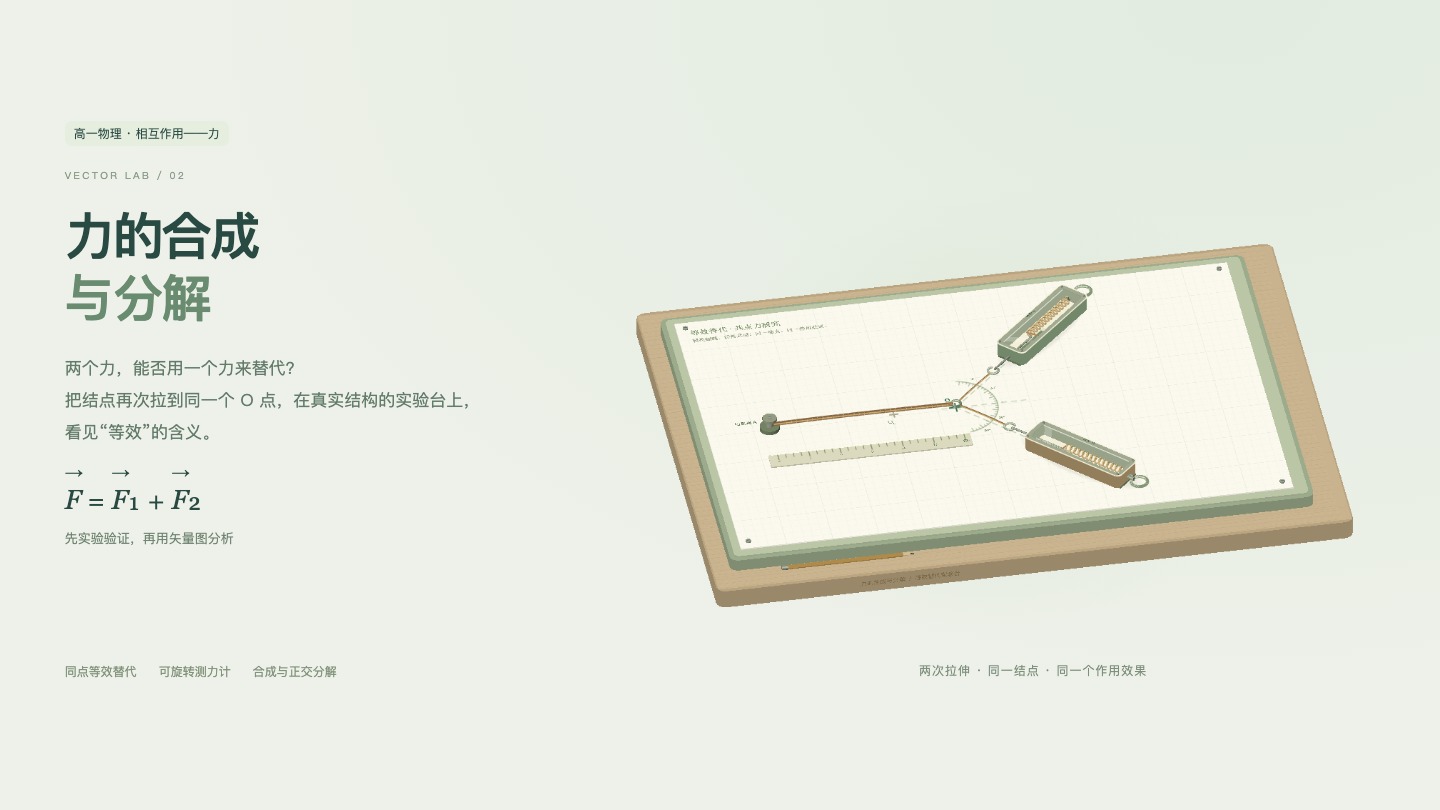 高一物理 · 相互作用——力
VECTOR LAB / 02
力的合成
与分解
两个力，能否用一个力来替代？
把结点再次拉到同一个 O 点，在真实结构的实验台上，
看见“等效”的含义。
→ → →
F = F1 + F2
先实验验证，再用矢量图分析
同点等效替代 可旋转测力计 合成与正交分解
两次拉伸 · 同一结点 · 同一个作用效果